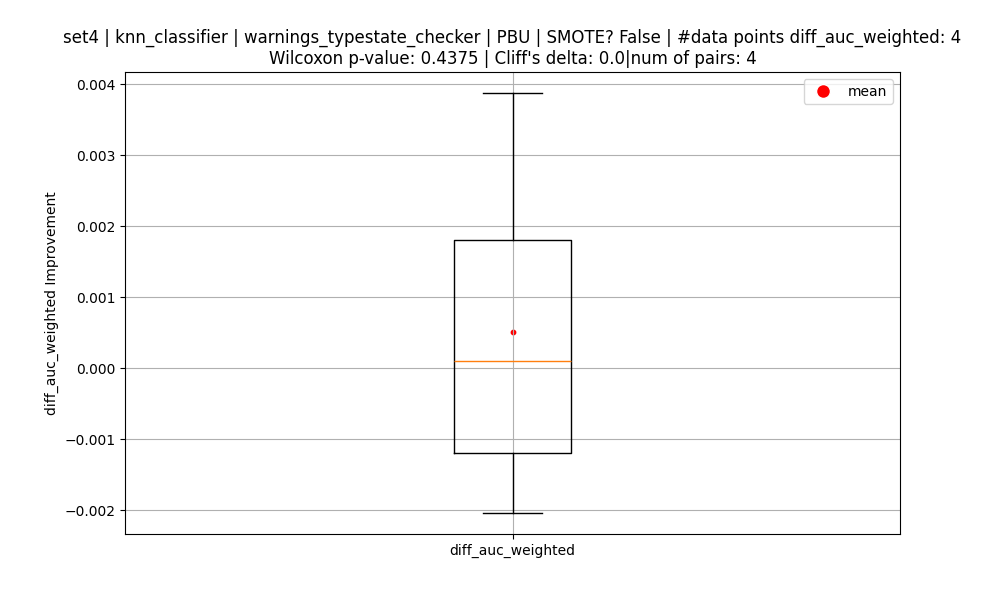 set4 | knn_classifier | warnings_typestate_checker | PBU | SMOTE? False | #data points diff_auc_weighted: 4
Wilcoxon p-value: 0.4375 | Cliff's delta: 0.0|num of pairs: 4
mean
0.004
0.003
0.002
0.001
0.000
−0.001
−0.002
diff_auc_weighted Improvement
diff_auc_weighted